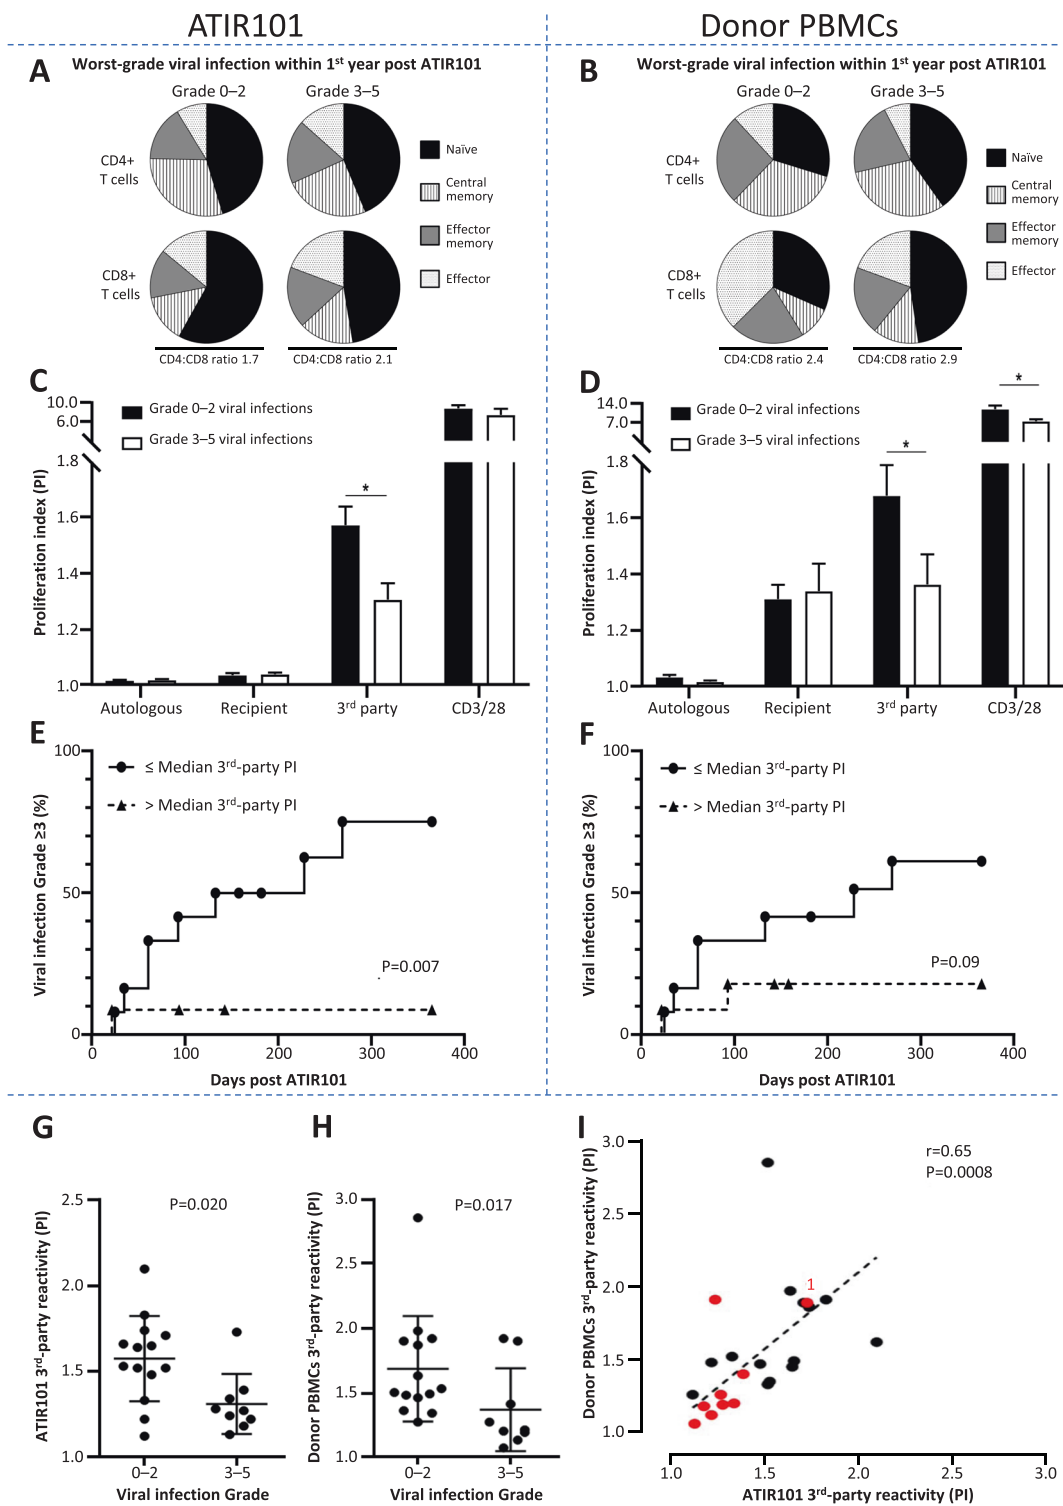 ATIR101
Donor PBMCs
A
Worst-grade viral infection within 1st year post ATIR101
Grade 0–2
Grade 3–5
CD4+
T cells
CD8+
T cells
Naïve
Central
memory
Effector
memory
Effector
CD4:CD8 ratio 1.7
CD4:CD8 ratio 2.1
B
Worst-grade viral infection within 1st year post ATIR101
Grade 0–2
Grade 3–5
CD4+
T cells
CD8+
T cells
Naïve
Central
memory
Effector
memory
Effector
CD4:CD8 ratio 2.4
CD4:CD8 ratio 2.9
C
Grade 0–2 viral infections
Grade 3–5 viral infections
Proliferation index (PI)
10.0
6.0
1.8
1.6
1.4
1.2
1.0
*
Autologous
Recipient
3rd party
CD3/28
D
Grade 0–2 viral infections
Grade 3–5 viral infections
Proliferation index (PI)
14.0
7.0
1.8
1.6
1.4
1.2
1.0
*
*
Autologous
Recipient
3rd party
CD3/28
E
≤ Median 3rd-party PI
> Median 3rd-party PI
Viral infection Grade ≥3 (%)
100
50
0
P=0.007
0
100
200
300
400
Days post ATIR101
F
≤ Median 3rd-party PI
> Median 3rd-party PI
Viral infection Grade ≥3 (%)
100
50
0
P=0.09
0
100
200
300
400
Days post ATIR101
G
ATIR101 3rd-party reactivity (PI)
2.5
2.0
1.5
1.0
P=0.020
0–2
3–5
Viral infection Grade
H
Donor PBMCs 3rd-party reactivity (PI)
3.0
2.5
2.0
1.5
1.0
P=0.017
0–2
3–5
Viral infection Grade
I
Donor PBMCs 3rd-party reactivity (PI)
3.0
2.5
2.0
1.5
1.0
r=0.65
P=0.0008
1
1.0
1.5
2.0
2.5
3.0
ATIR101 3rd-party reactivity (PI)